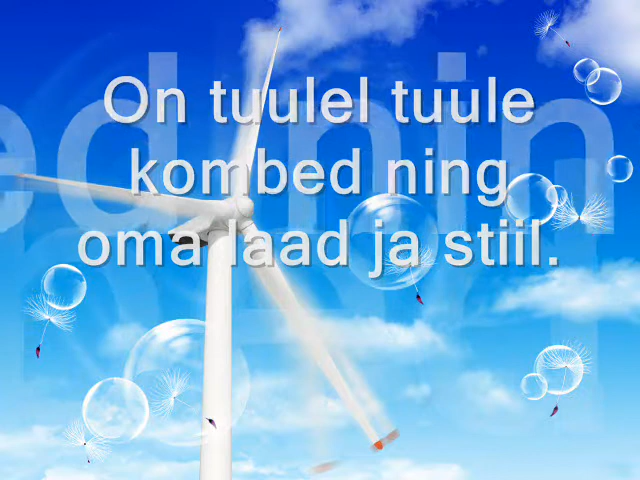 On tuulel tuule
kombed ning
oma laad ja stiil.